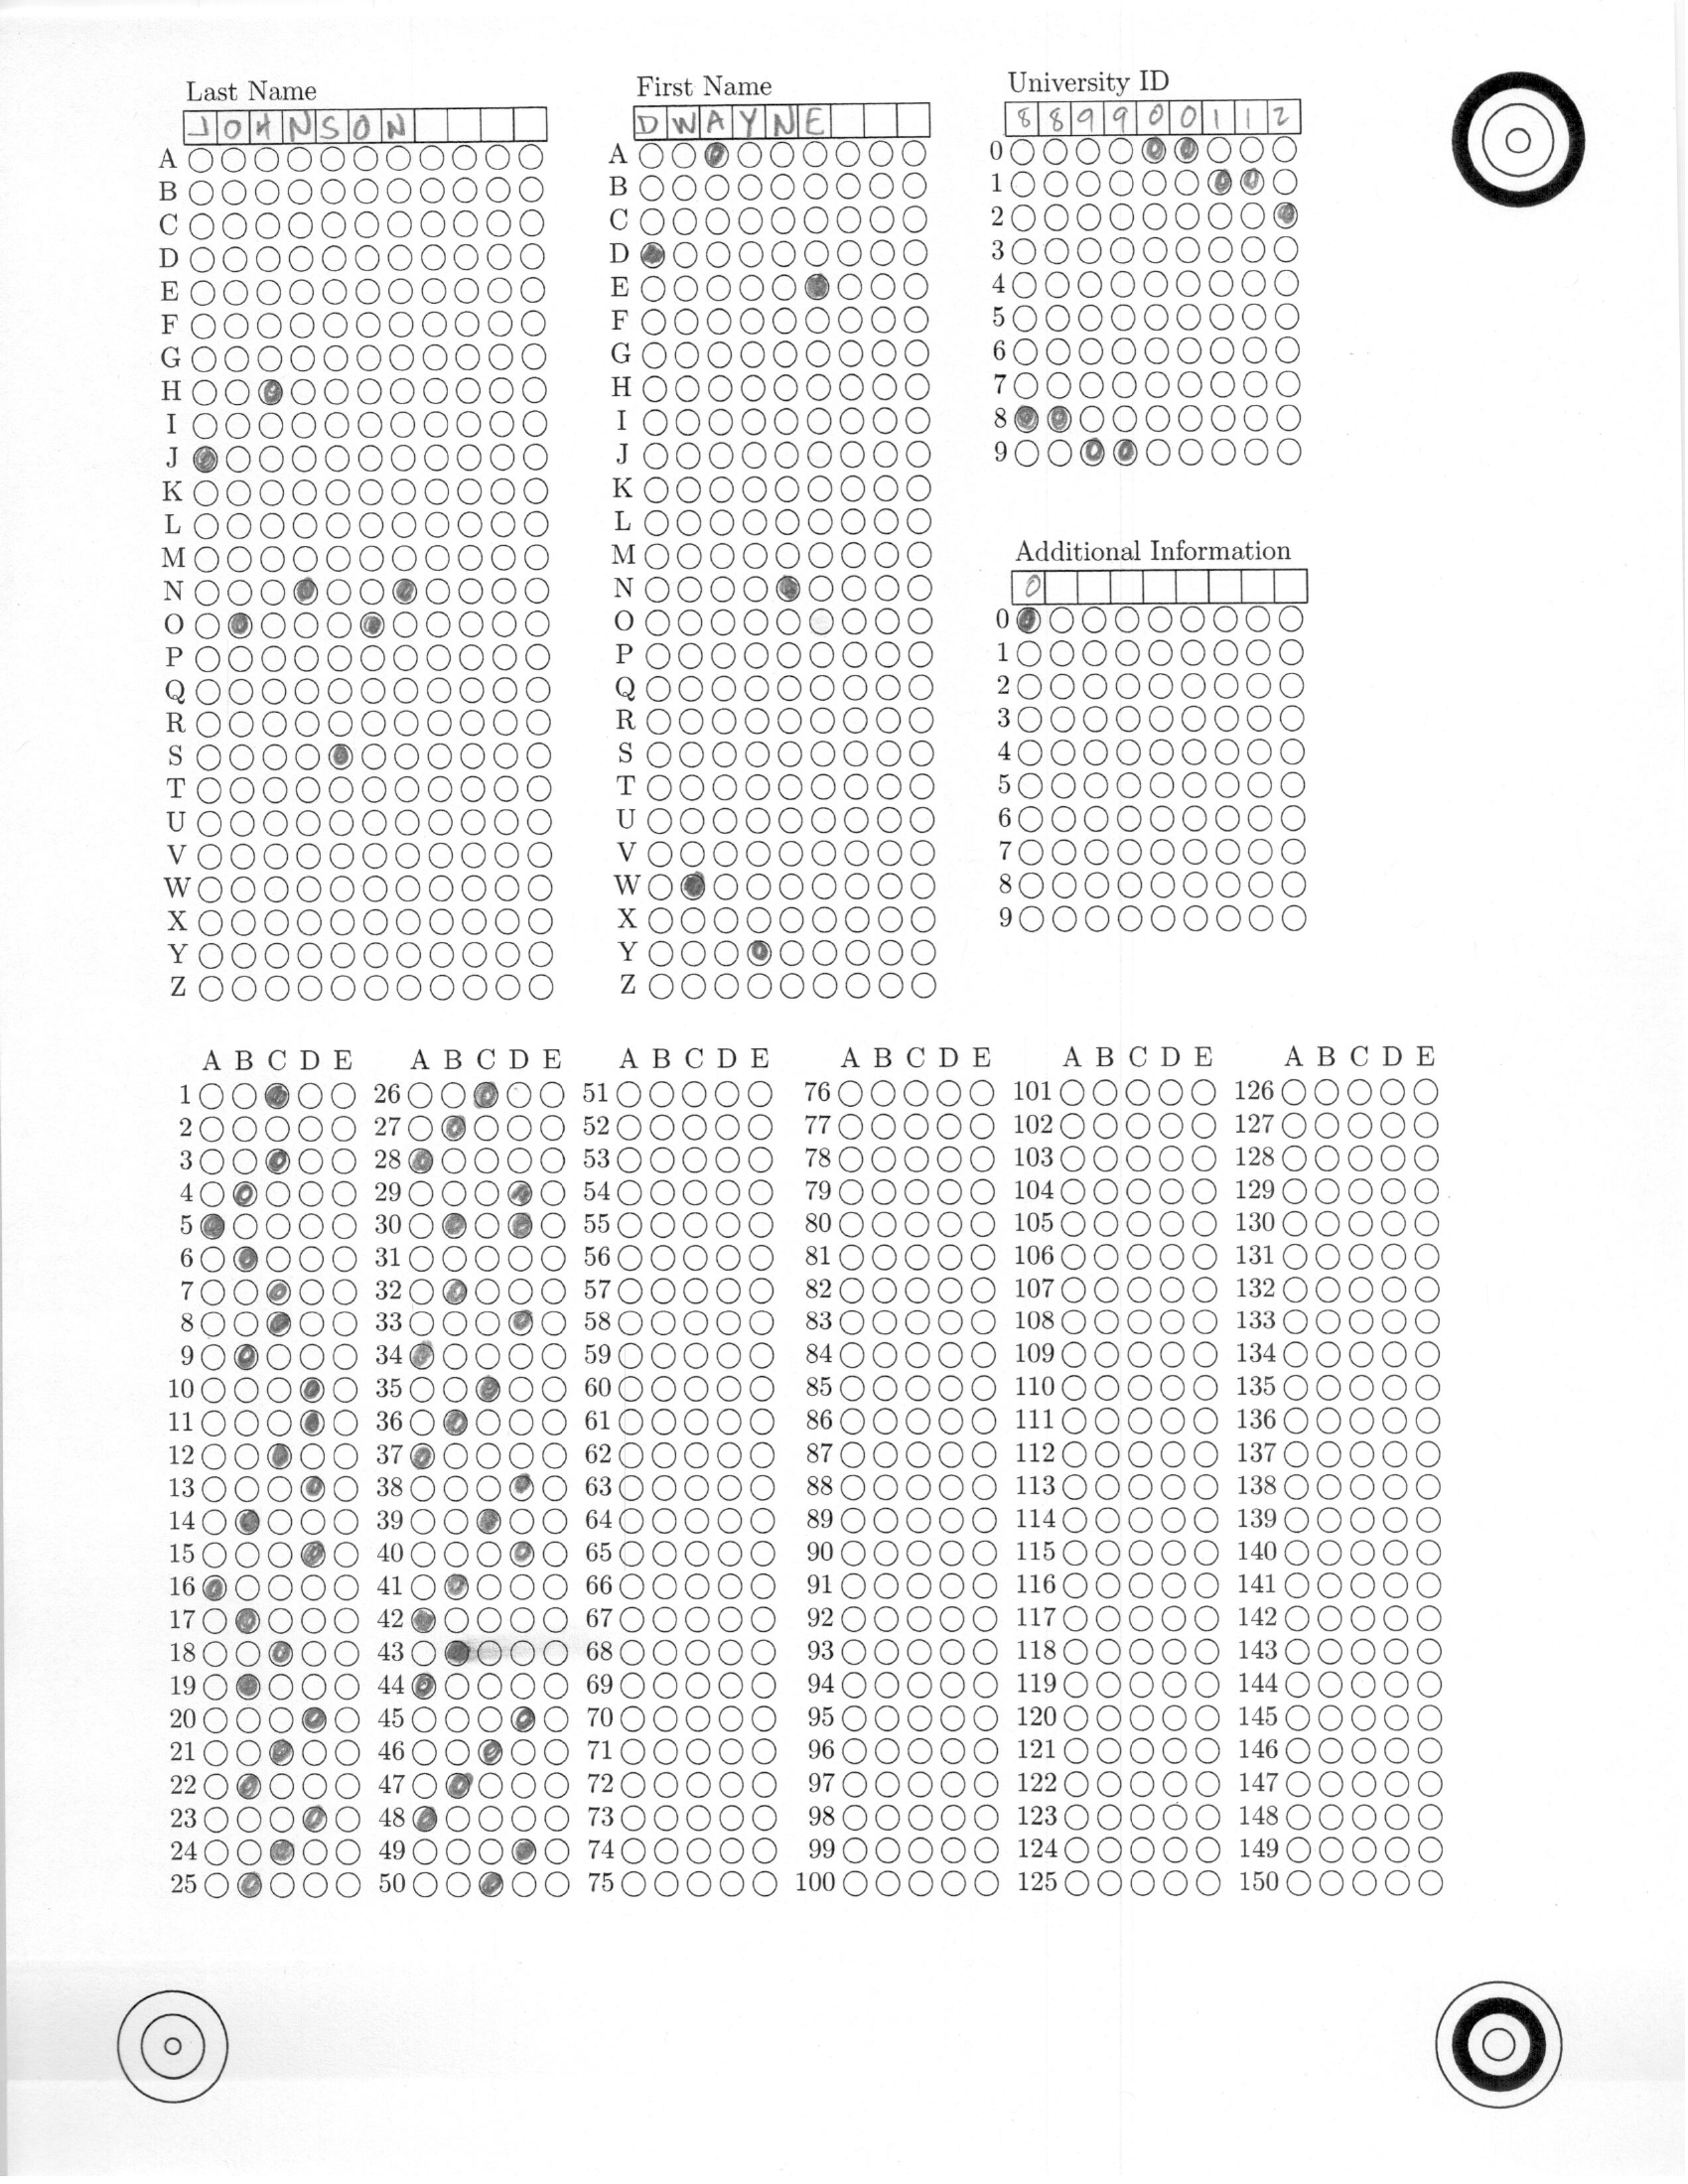 Last Name
JOHNSON
A
B
C
D
E
F
G
H
I
J
K
L
M
N
O
P
Q
R
S
T
U
V
W
X
Y
Z
First Name
DWAYNE
A
B
C
D
E
F
G
H
I
J
K
L
M
N
O
P
Q
R
S
T
U
V
W
X
Y
Z
University ID
889900112
0
1
2
3
4
5
6
7
8
9
Additional Information
0
0
1
2
3
4
5
6
7
8
9
A B C D E A B C D E A B C D E A B C D E A B C D E A B C D E
1 26 51 76 101 126
2 27 52 77 102 127
3 28 53 78 103 128
4 29 54 79 104 129
5 30 55 80 105 130
6 31 56 81 106 131
7 32 57 82 107 132
8 33 58 83 108 133
9 34 59 84 109 134
10 35 60 85 110 135
11 36 61 86 111 136
12 37 62 87 112 137
13 38 63 88 113 138
14 39 64 89 114 139
15 40 65 90 115 140
16 41 66 91 116 141
17 42 67 92 117 142
18 43 68 93 118 143
19 44 69 94 119 144
20 45 70 95 120 145
21 46 71 96 121 146
22 47 72 97 122 147
23 48 73 98 123 148
24 49 74 99 124 149
25 50 75 100 125 150